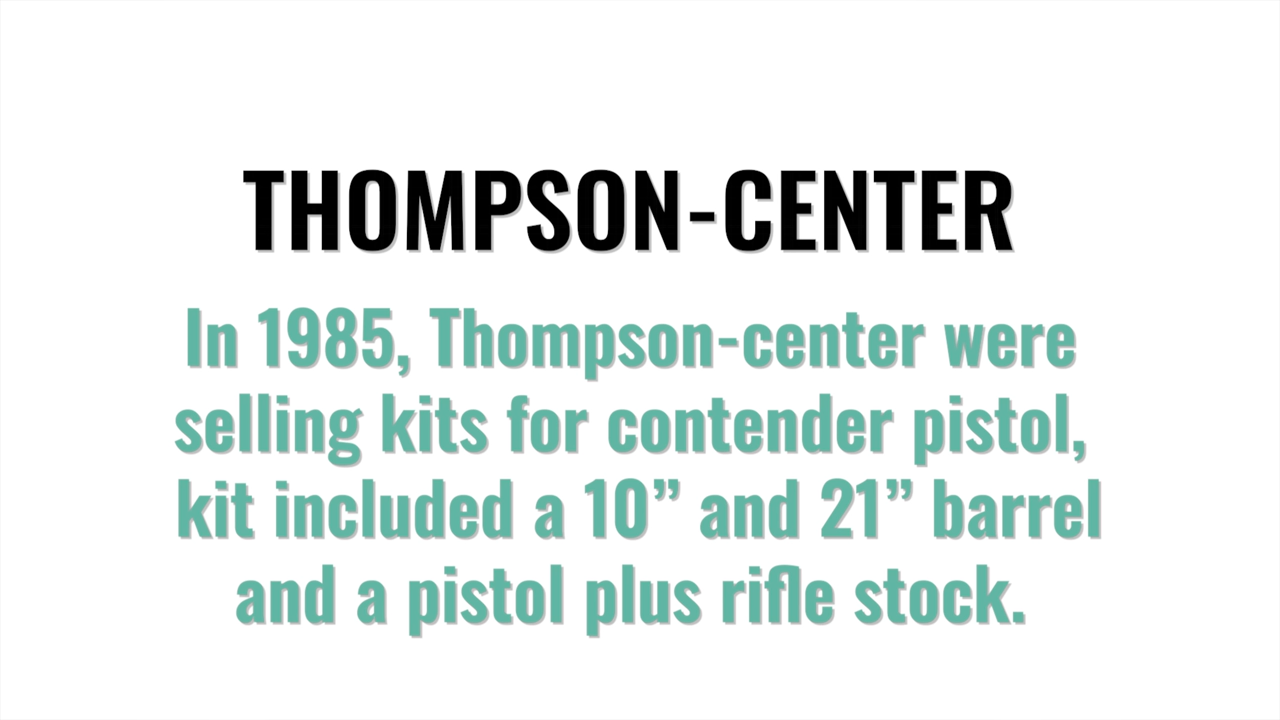 THOMPSON-CENTER
In 1985, Thompson-center were
selling kits for contender pistol,
kit included a 10” and 21” barrel
and a pistol plus rifle stock.